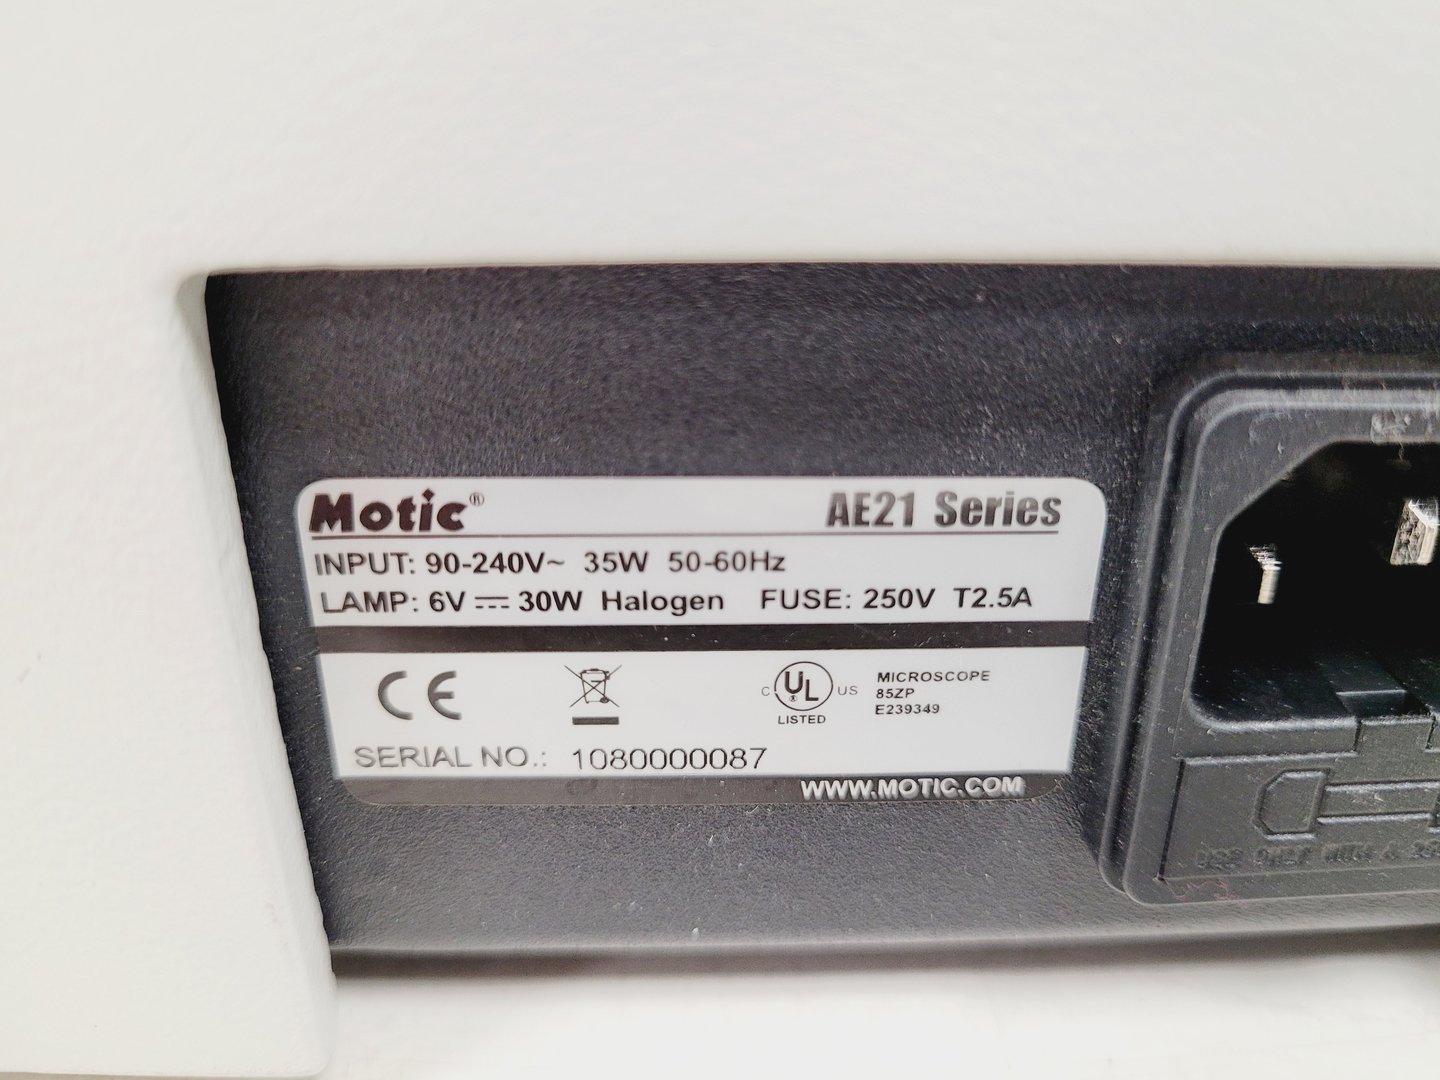 Motic® AE21 Series
INPUT: 90-240V~ 35W 50-60Hz
LAMP: 6V ⎓ 30W Halogen FUSE: 250V T2.5A
CE
C UL US
LISTED
MICROSCOPE
85ZP
E239349
SERIAL NO.: 1080000087
WWW.MOTIC.COM